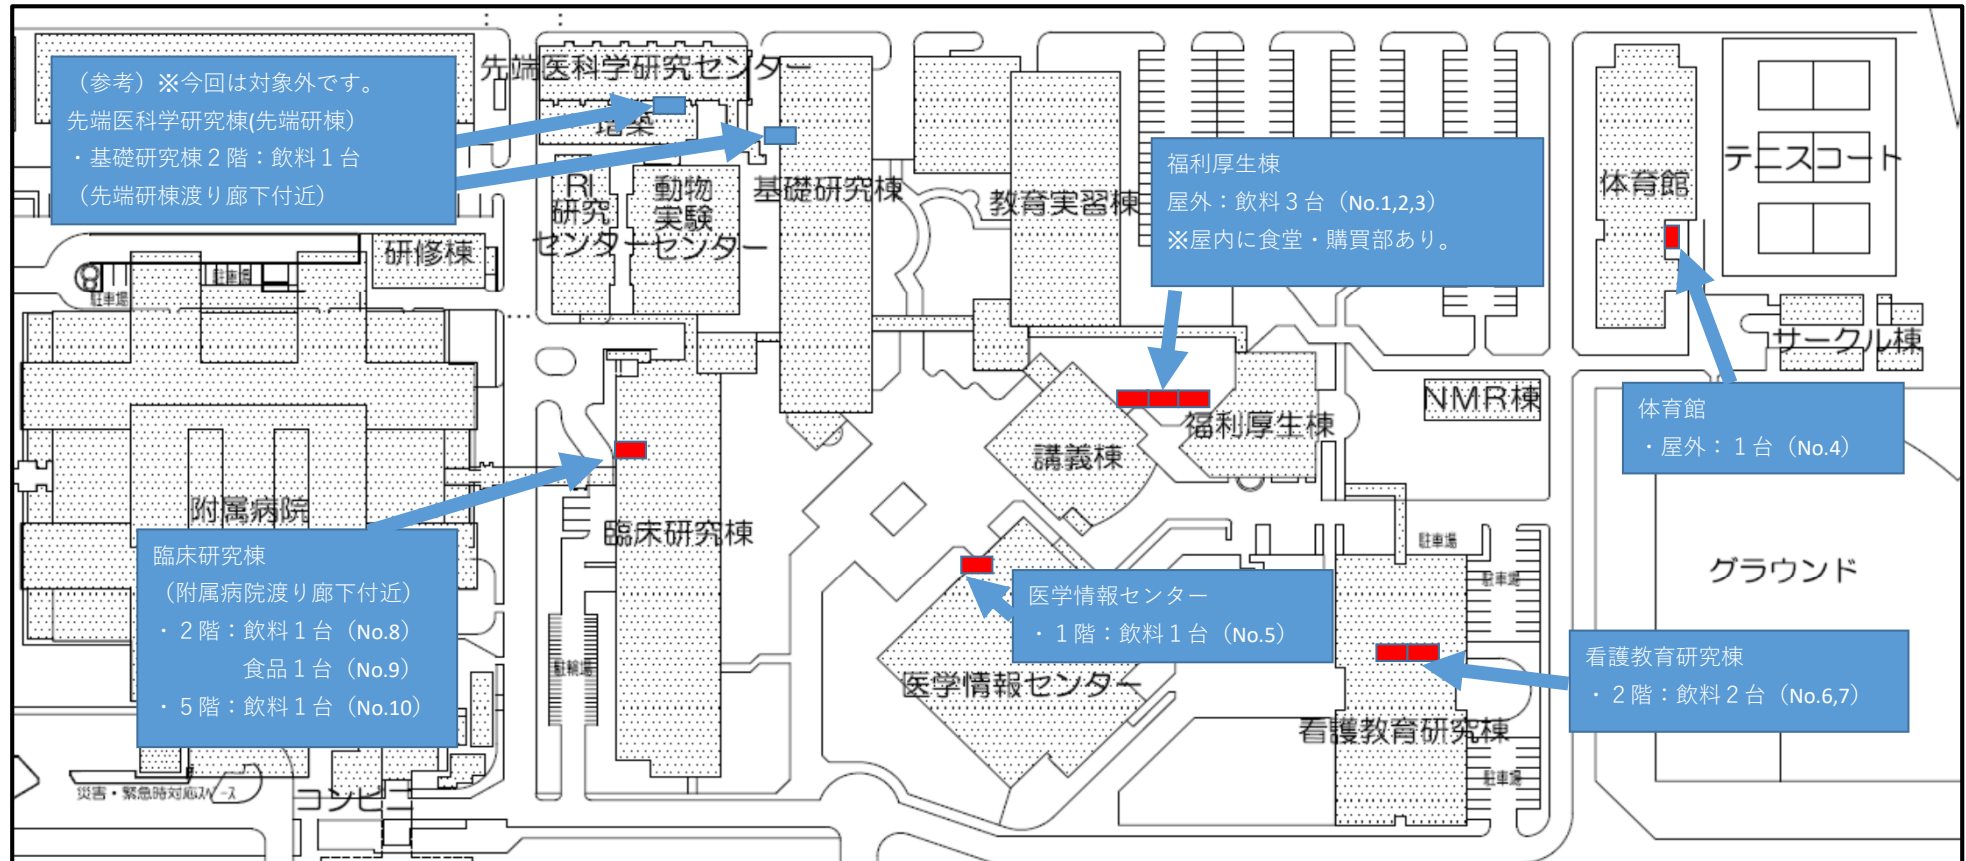 （参考）※今回は対象外です。
先端医科学研究棟(先端研棟)
・基礎研究棟２階：飲料１台
（先端研棟渡り廊下付近）
先端医科学研究センター
増築
RI
研究
センター
動物
実験
センター
基礎研究棟
教育実習棟
福利厚生棟
屋外：飲料３台（No.1,2,3）
※屋内に食堂・購買部あり。
体育館
テニスコート
研修棟
駐車場
駐車場
サークル棟
NMR棟
体育館
・屋外：１台（No.4）
福利厚生棟
講義棟
附属病院
臨床研究棟
臨床研究棟
（附属病院渡り廊下付近）
・２階：飲料１台（No.8）
食品１台（No.9）
・５階：飲料１台（No.10）
駐輪場
医学情報センター
・１階：飲料１台（No.5）
医学情報センター
駐車場
駐車場
駐車場
グラウンド
看護教育研究棟
・２階：飲料２台（No.6,7）
看護教育研究棟
災害・緊急時対応スペース
コンビニ